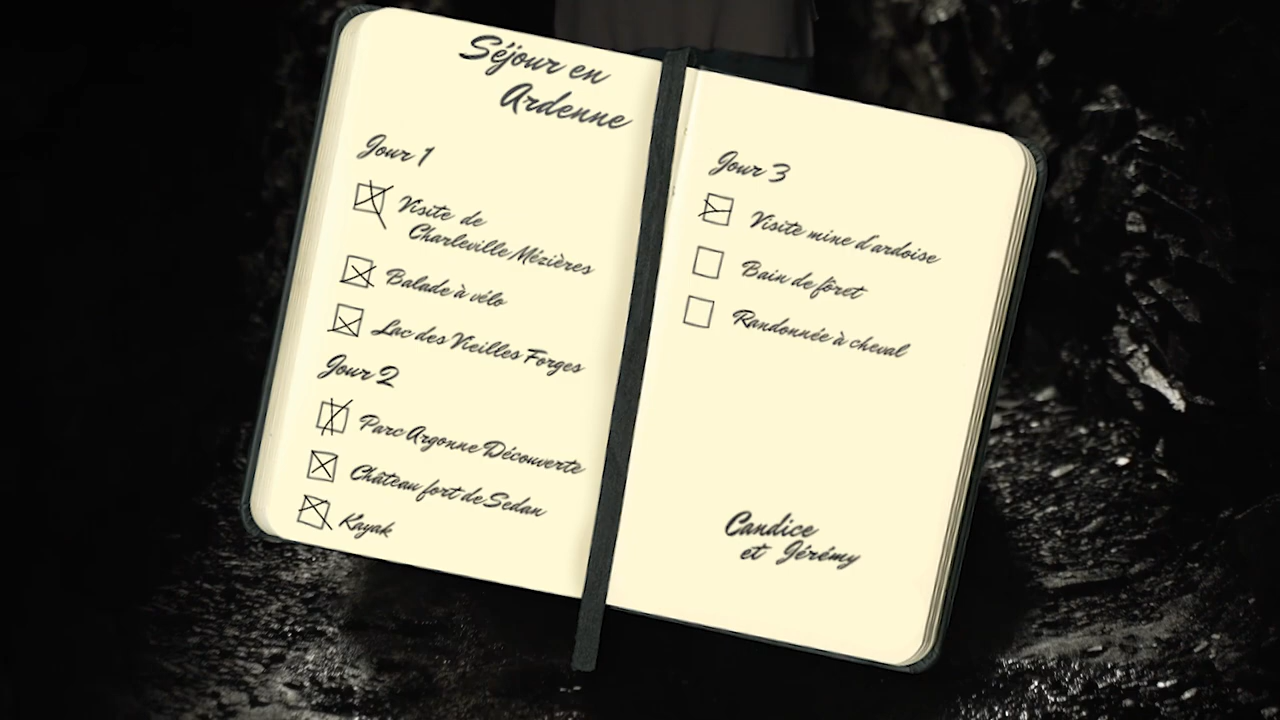 Séjour en
Ardenne
Jour 1
Visite de
Charleville Mézières
Balade à vélo
Lac des Vieilles Forges
Jour 2
Parc Argonne Découverte
Château fort de Sedan
Kayak
Jour 3
Visite mine d'ardoise
Bain de fôret
Randonnée à cheval
Candice
et Jérémy